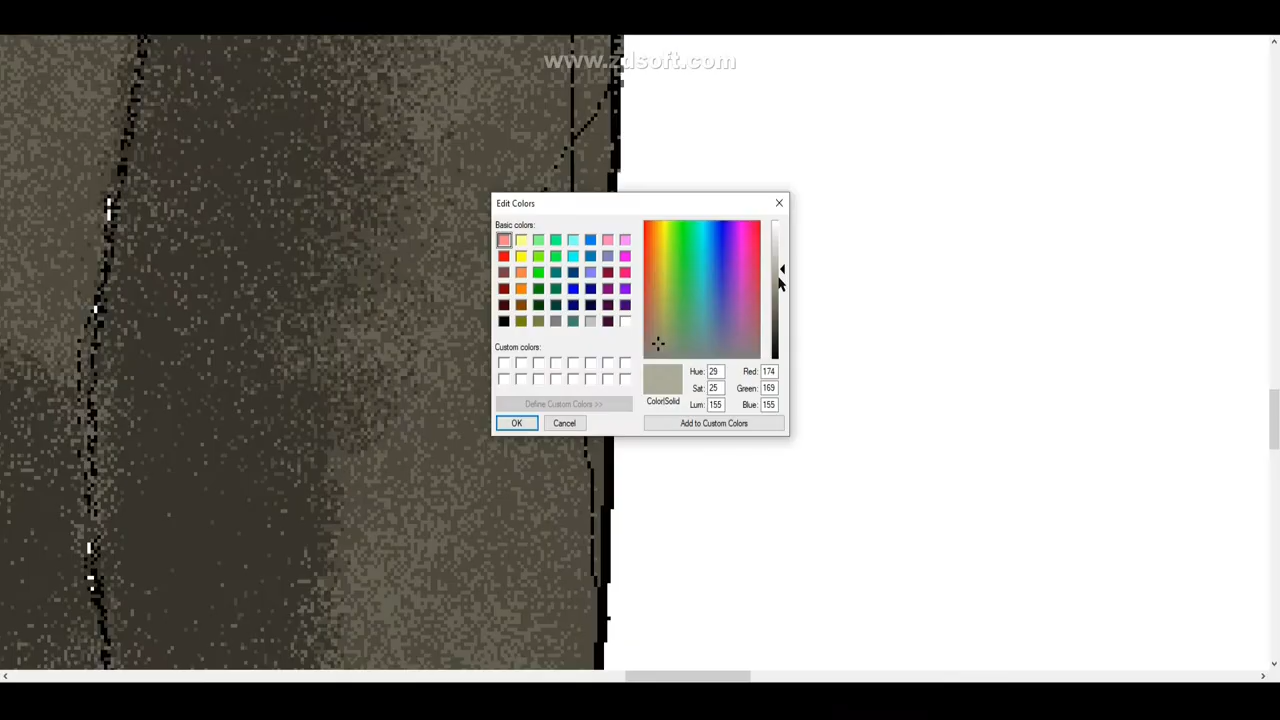 www.zdsoft.com
Edit Colors
Basic colors:
Custom colors:
Define Custom Colors >>
OK
Cancel
Color|Solid
Hue: 29
Sat: 25
Lum: 155
Red: 174
Green: 169
Blue: 155
Add to Custom Colors